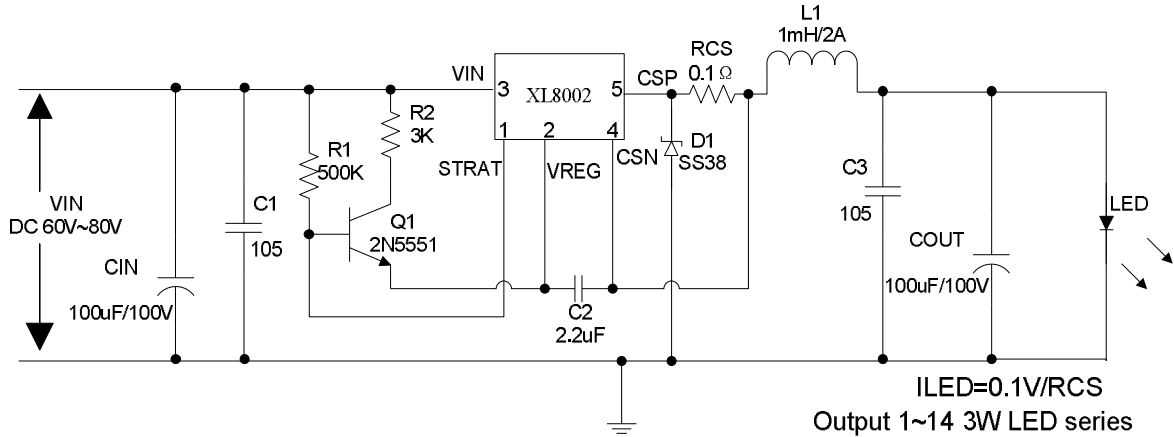 L1
1mH/2A
RCS
0.1Ω
VIN
3
XL8002
5
CSP
1
2
4
R2
3K
D1
SS38
R1
500K
STRAT
VREG
CSN
C3
105
VIN
DC 60V~80V
C1
105
Q1
2N5551
LED
COUT
100uF/100V
CIN
100uF/100V
C2
2.2uF
ILED=0.1V/RCS
Output 1~14 3W LED series